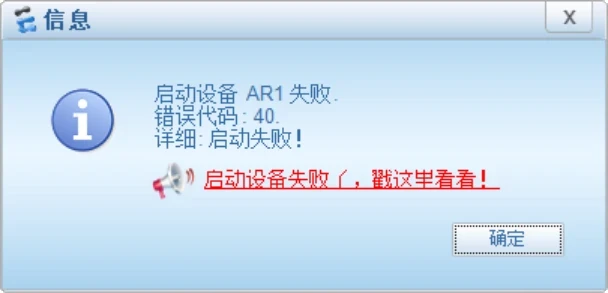 信息
X
启动设备 AR1 失败.
错误代码: 40.
详细: 启动失败!
启动设备失败了，戳这里看看!
确定